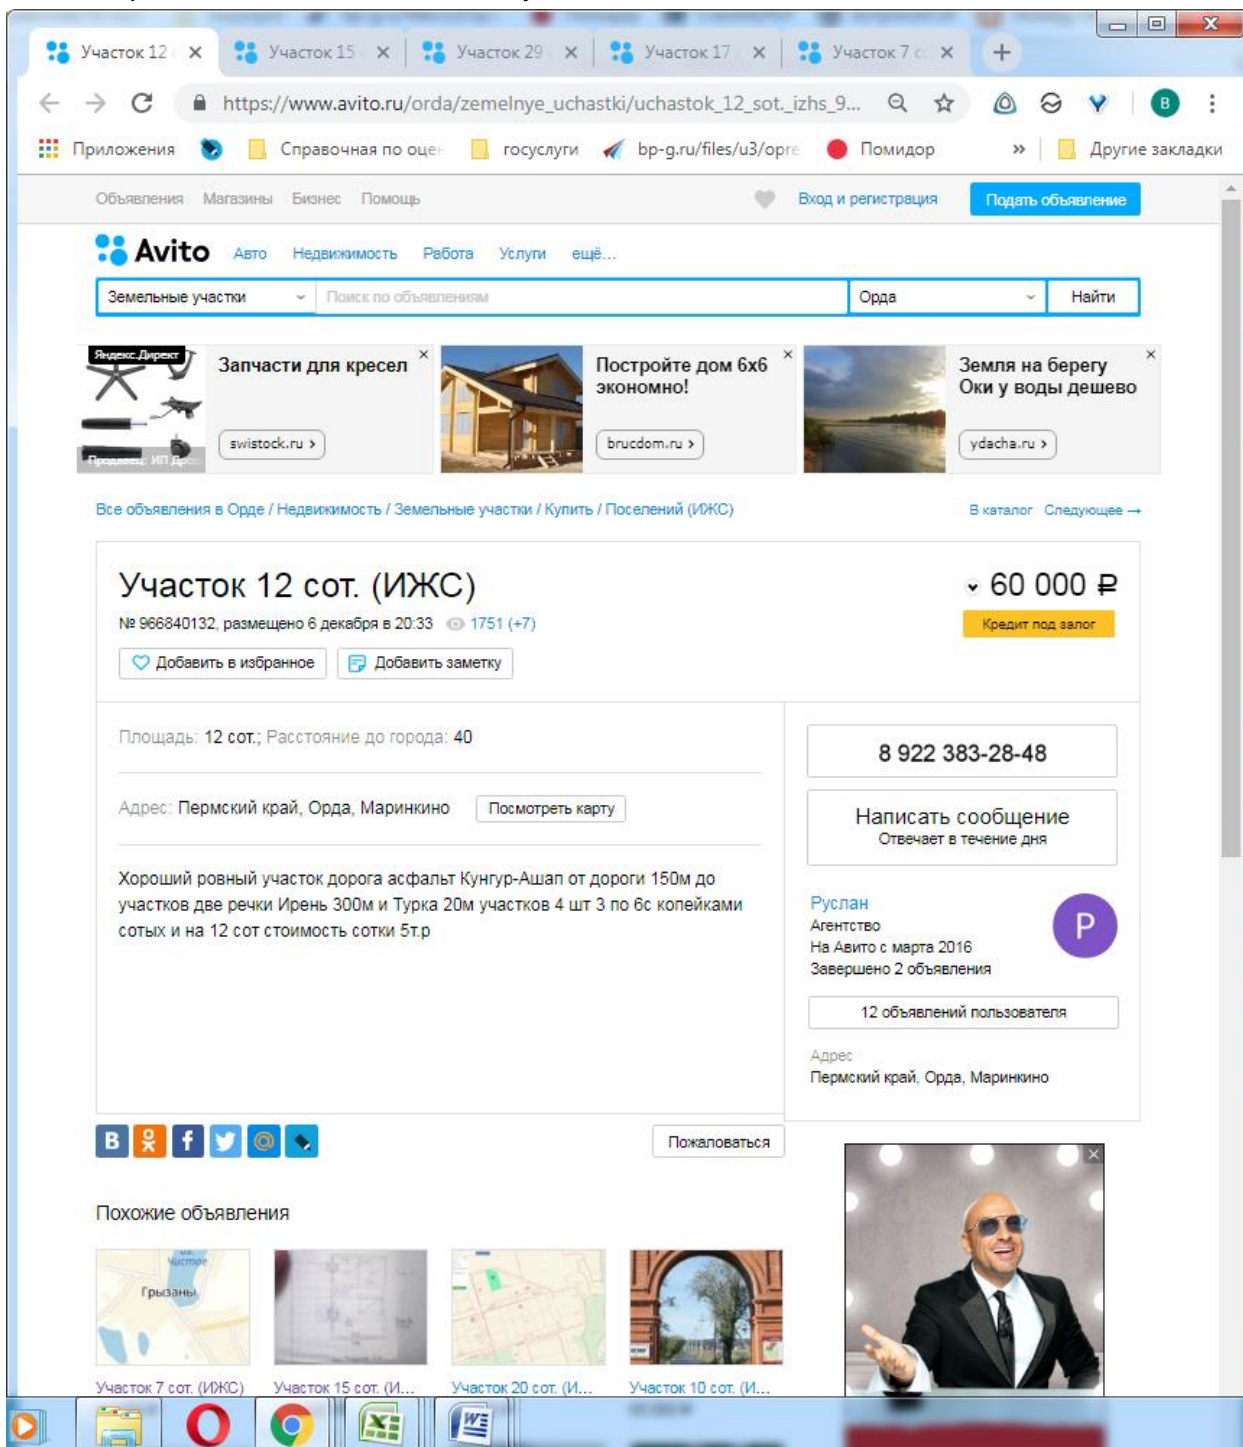 Участок 12
Участок 15
Участок 29
Участок 17
Участок 7 с
https://www.avito.ru/orda/zemelnye_uchastki/uchastok_12_sot._izhs_9...
В
Приложения
Справочная по оцен
госуслуги
bp-g.ru/files/u3/opre
Помидор
»
Другие закладки
Объявления Магазины Бизнес Помощь
Вход и регистрация
Подать объявление
Avito Авто Недвижимость Работа Услуги ещё...
Земельные участки
Поиск по объявлениям
Орда
Найти
Яндекс.Директ
Запчасти для кресел
swistock.ru >
Постройте дом 6х6
экономно!
brucdom.ru >
Земля на берегу
Оки у воды дешево
ydacha.ru >
Продавец: ИП
Все объявления в Орде / Недвижимость / Земельные участки / Купить / Поселений (ИЖС)
В каталог Следующее →
Участок 12 сот. (ИЖС)
60 000 ₽
№ 966840132, размещено 6 декабря в 20:33 1751 (+7)
Кредит под залог
Добавить в избранное
Добавить заметку
Площадь: 12 сот.; Расстояние до города: 40
8 922 383-28-48
Адрес: Пермский край, Орда, Маринкино
Посмотреть карту
Написать сообщение
Отвечает в течение дня
Хороший ровный участок дорога асфальт Кунгур-Ашап от дороги 150м до
участков две речки Ирень 300м и Турка 20м участков 4 шт 3 по 6с копейками
сотых и на 12 сот стоимость сотки 5т.р
Руслан
Агентство
На Авито с марта 2016
Завершено 2 объявления
Р
12 объявлений пользователя
Адрес
Пермский край, Орда, Маринкино
Пожаловаться
Похожие объявления
Чистое
Грызаны
Участок 7 сот. (ИЖС)
Участок 15 сот. (И...
Участок 20 сот. (И...
Участок 10 сот. (И...